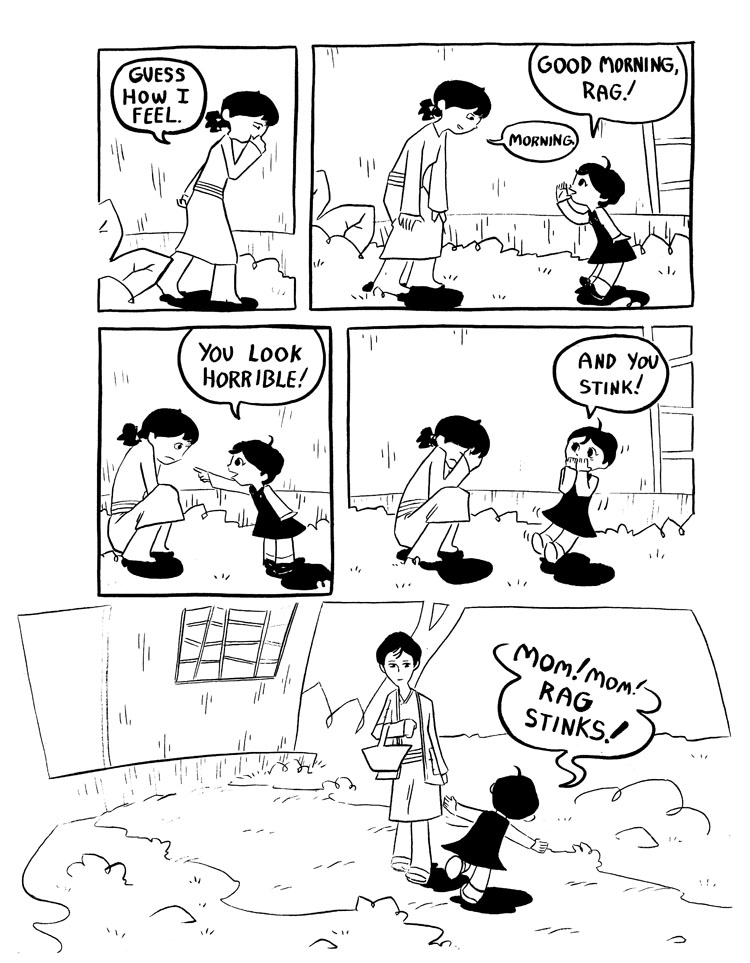 GUESS
HOW I
FEEL.
GOOD MORNING,
RAG!
MORNING.
YOU LOOK
HORRIBLE!
AND YOU
STINK!
MOM! MOM!
RAG
STINKS!